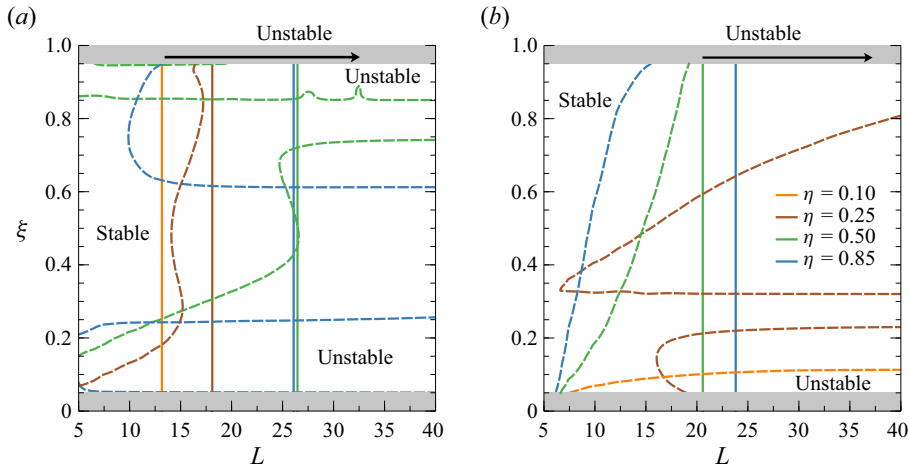 (a)
Unstable
1.0
0.8
0.6
0.4
0.2
0
ξ
Unstable
Stable
Unstable
5 10 15 20 25 30 35 40
L
(b)
Unstable
1.0
0.8
0.6
0.4
0.2
0
Stable
η = 0.10
η = 0.25
η = 0.50
η = 0.85
Unstable
5 10 15 20 25 30 35 40
L